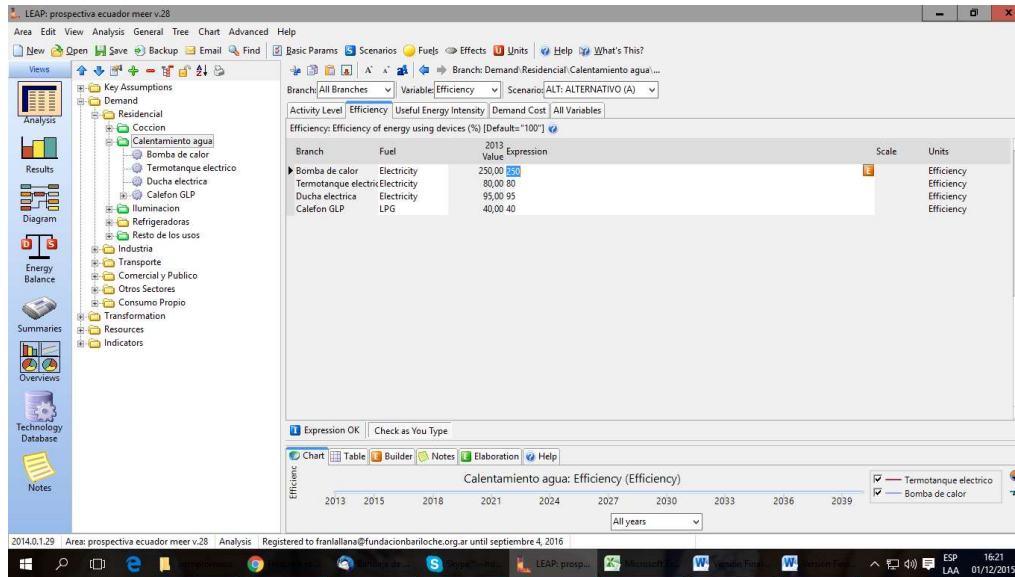 LEAP: prospectiva ecuador meer v.28
Area Edit View Analysis General Tree Chart Advanced Help
New Open Save Backup Email Find Basic Params Scenarios Fuels Effects Units Help What's This?
Views
Analysis
Results
Diagram
Energy Balance
Summaries
Overviews
Technology Database
Notes
Key Assumptions
Demand
Residencial
Coccion
Calentamiento agua
Bomba de calor
Termotanque electrico
Ducha electrica
Calefon GLP
Iluminacion
Refrigeradoras
Resto de los usos
Industria
Transporte
Comercial y Publico
Otros Sectores
Consumo Propio
Transformation
Resources
Indicators
Branch: Demand\Residencial\Calentamiento agua\...
Branch: All Branches Variable: Efficiency Scenario: ALT: ALTERNATIVO (A)
Activity Level Efficiency Useful Energy Intensity Demand Cost All Variables
Efficiency: Efficiency of energy using devices (%) [Default="100"]
Branch Fuel 2013 Value Expression Scale Units
Bomba de calor Electricity 250,00 250 Efficiency
Termotanque electric Electricity 80,00 80 Efficiency
Ducha electrica Electricity 95,00 95 Efficiency
Calefon GLP LPG 40,00 40 Efficiency
Expression OK Check as You Type
Chart Table Builder Notes Elaboration Help
Calentamiento agua: Efficiency (Efficiency)
Efficienc
2013 2015 2018 2021 2024 2027 2030 2033 2036 2039
All years
Termotanque electrico
Bomba de calor
2014.0.1.29 Area: prospectiva ecuador meer v.28 Analysis Registered to franlallana@fundacionbariloche.org.ar until septiembre 4, 2016
LEAP: prosp...
ESP 16:21
LAA 01/12/2015